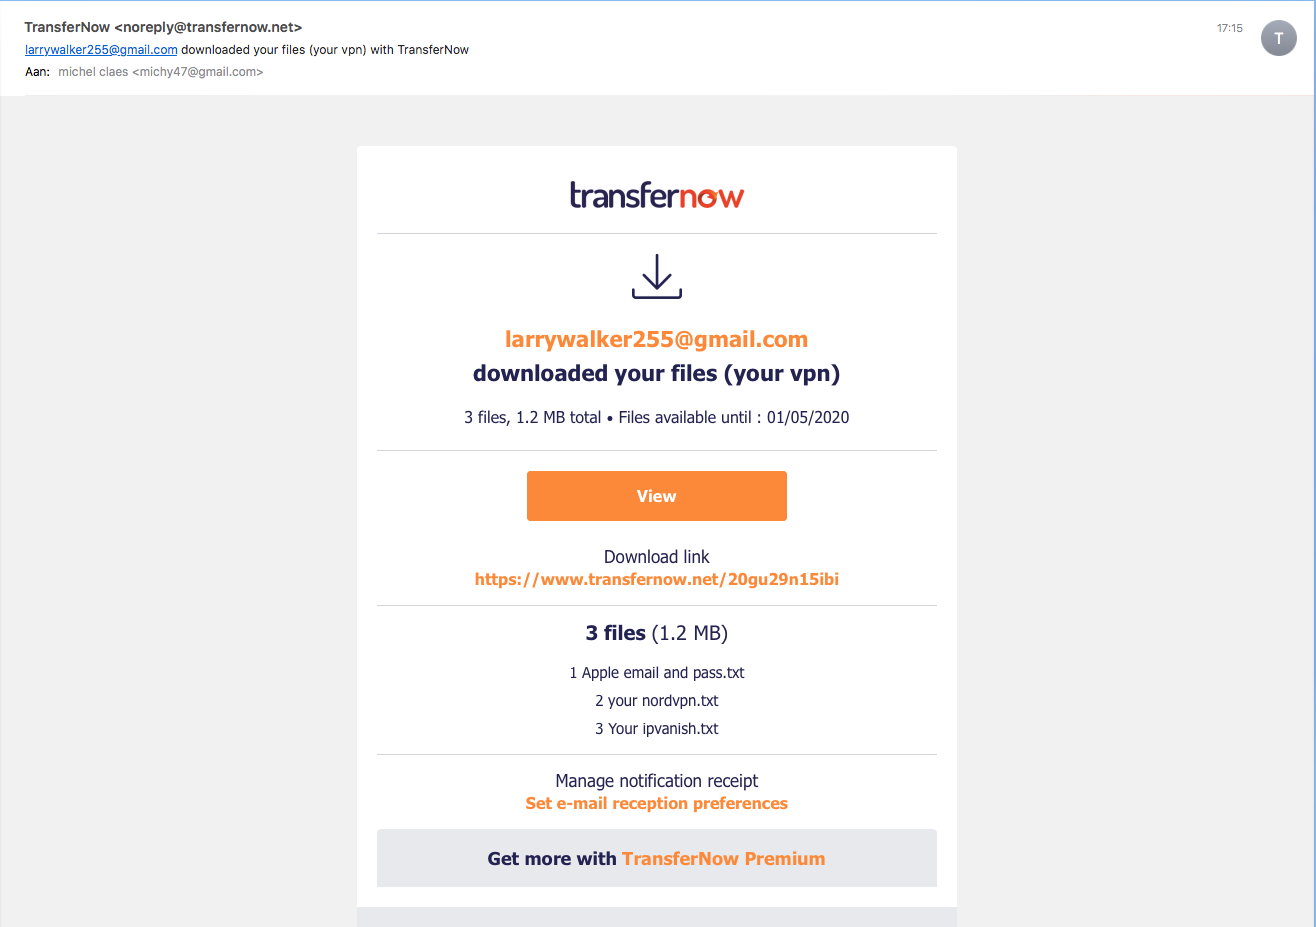 TransferNow <noreply@transfernow.net>
17:15
T
larrywalker255@gmail.com downloaded your files (your vpn) with TransferNow
Aan: michel claes <michy47@gmail.com>
transfernow
larrywalker255@gmail.com
downloaded your files (your vpn)
3 files, 1.2 MB total • Files available until : 01/05/2020
View
Download link
https://www.transfernow.net/20gu29n15ibi
3 files (1.2 MB)
1 Apple email and pass.txt
2 your nordvpn.txt
3 Your ipvanish.txt
Manage notification receipt
Set e-mail reception preferences
Get more with TransferNow Premium